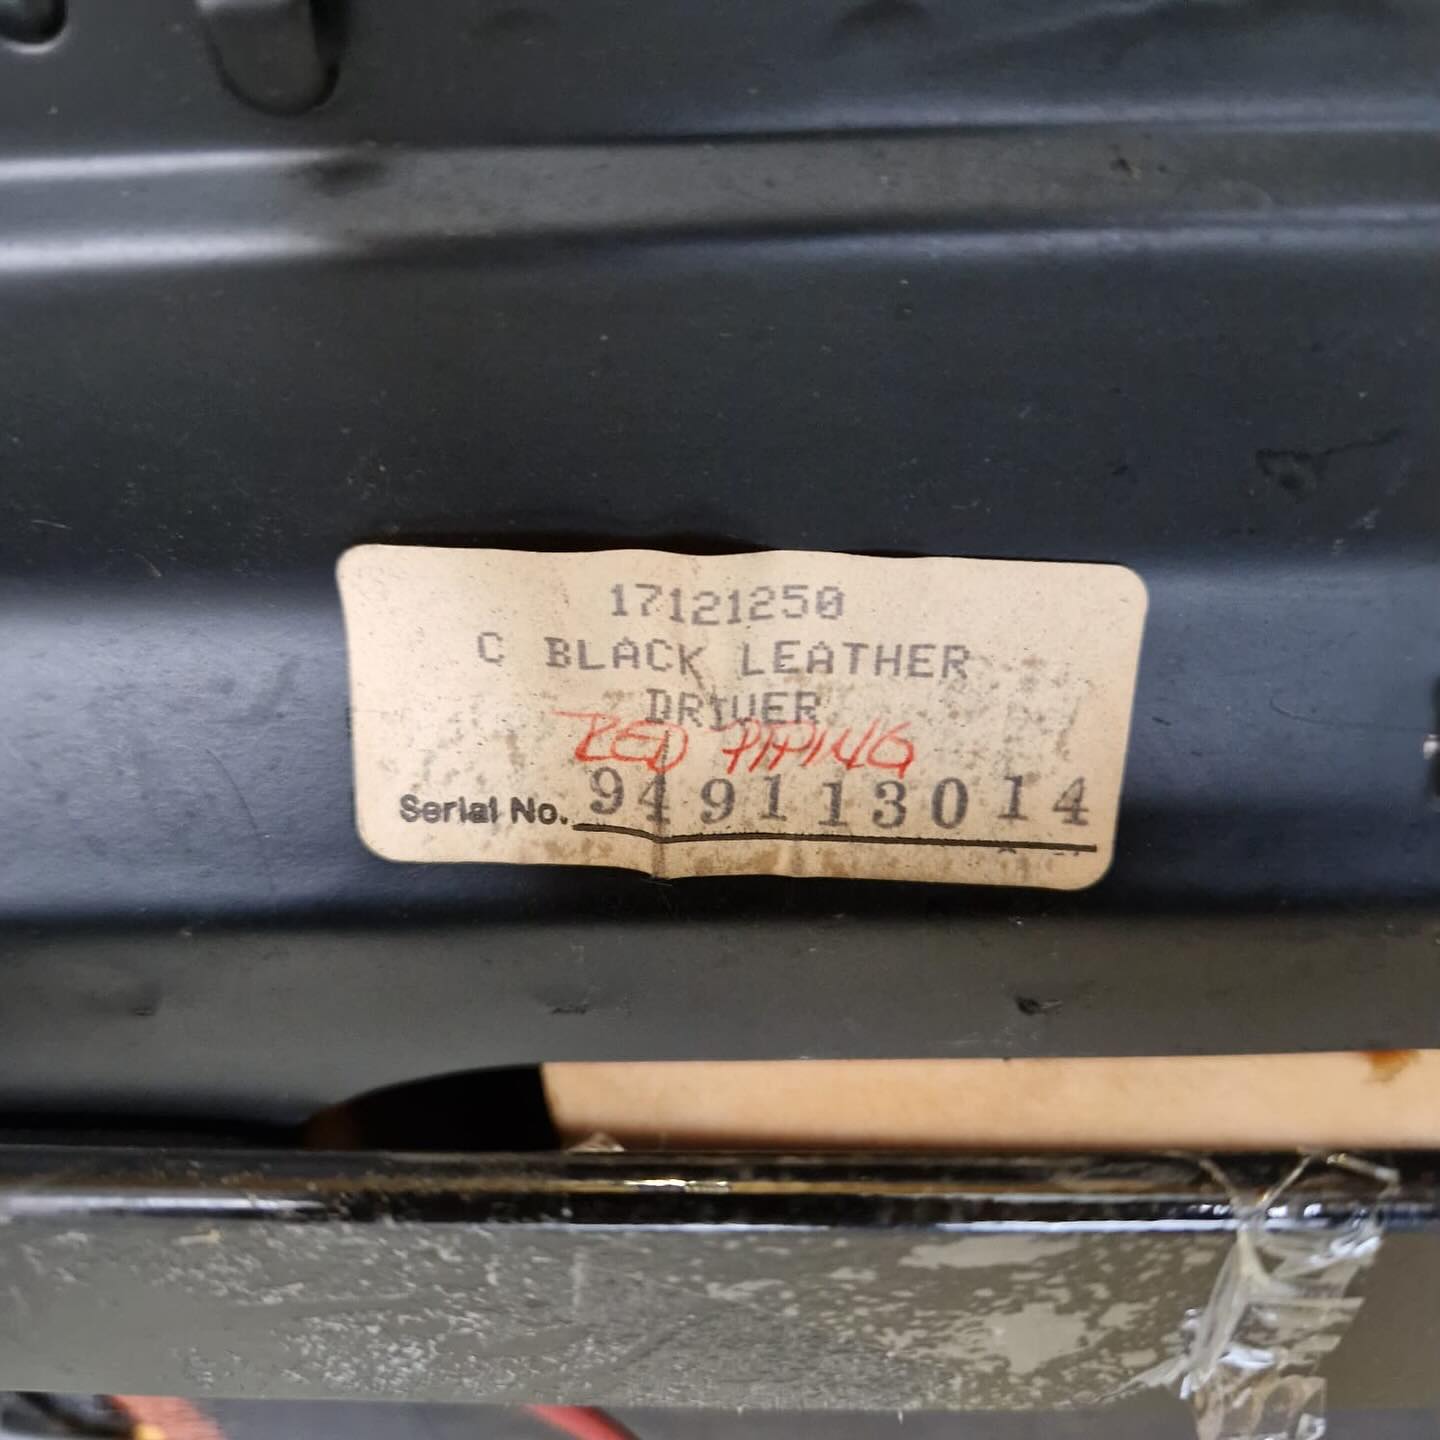 17121250
C BLACK LEATHER
DRIVER
RED PIPING
Serial No. 949113014